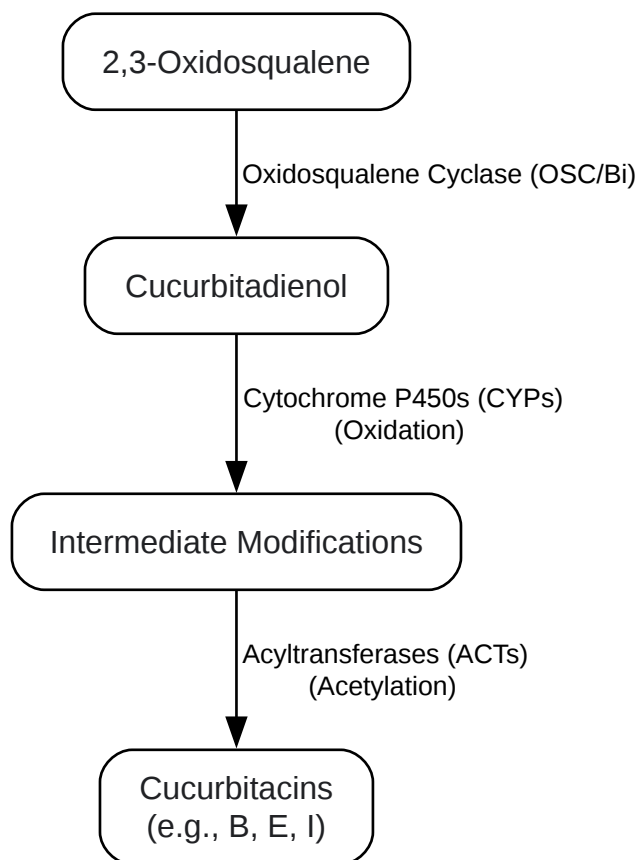 2,3-Oxidosqualene
Oxidosqualene Cyclase (OSC/Bi)
Cucurbitadienol
Cytochrome P450s (CYPs)
(Oxidation)
Intermediate Modifications
Acyltransferases (ACTs)
(Acetylation)
Cucurbitacins
(e.g., B, E, I)